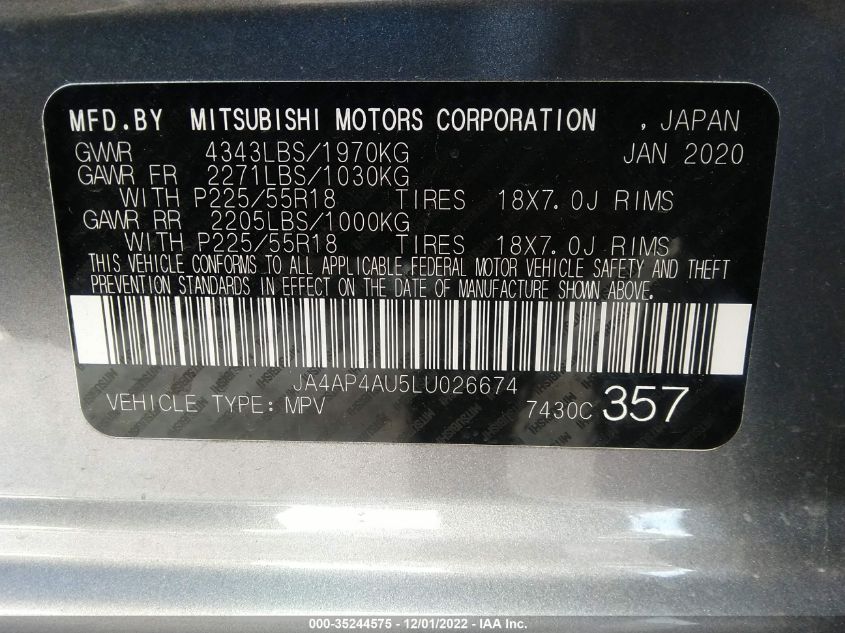 MFD.BY MITSUBISHI MOTORS CORPORATION , JAPAN
GVWR 4343LBS/1970KG JAN 2020
GAWR FR 2271LBS/1030KG
WITH P225/55R18 TIRES 18X7.0J RIMS
GAWR RR 2205LBS/1000KG
WITH P225/55R18 TIRES 18X7.0J RIMS
THIS VEHICLE CONFORMS TO ALL APPLICABLE FEDERAL MOTOR VEHICLE SAFETY AND THEFT
PREVENTION STANDARDS IN EFFECT ON THE DATE OF MANUFACTURE SHOWN ABOVE.
JA4AP4AU5LU026674
VEHICLE TYPE: MPV 7430C 357
000-35244575 - 12/01/2022 - IAA Inc.